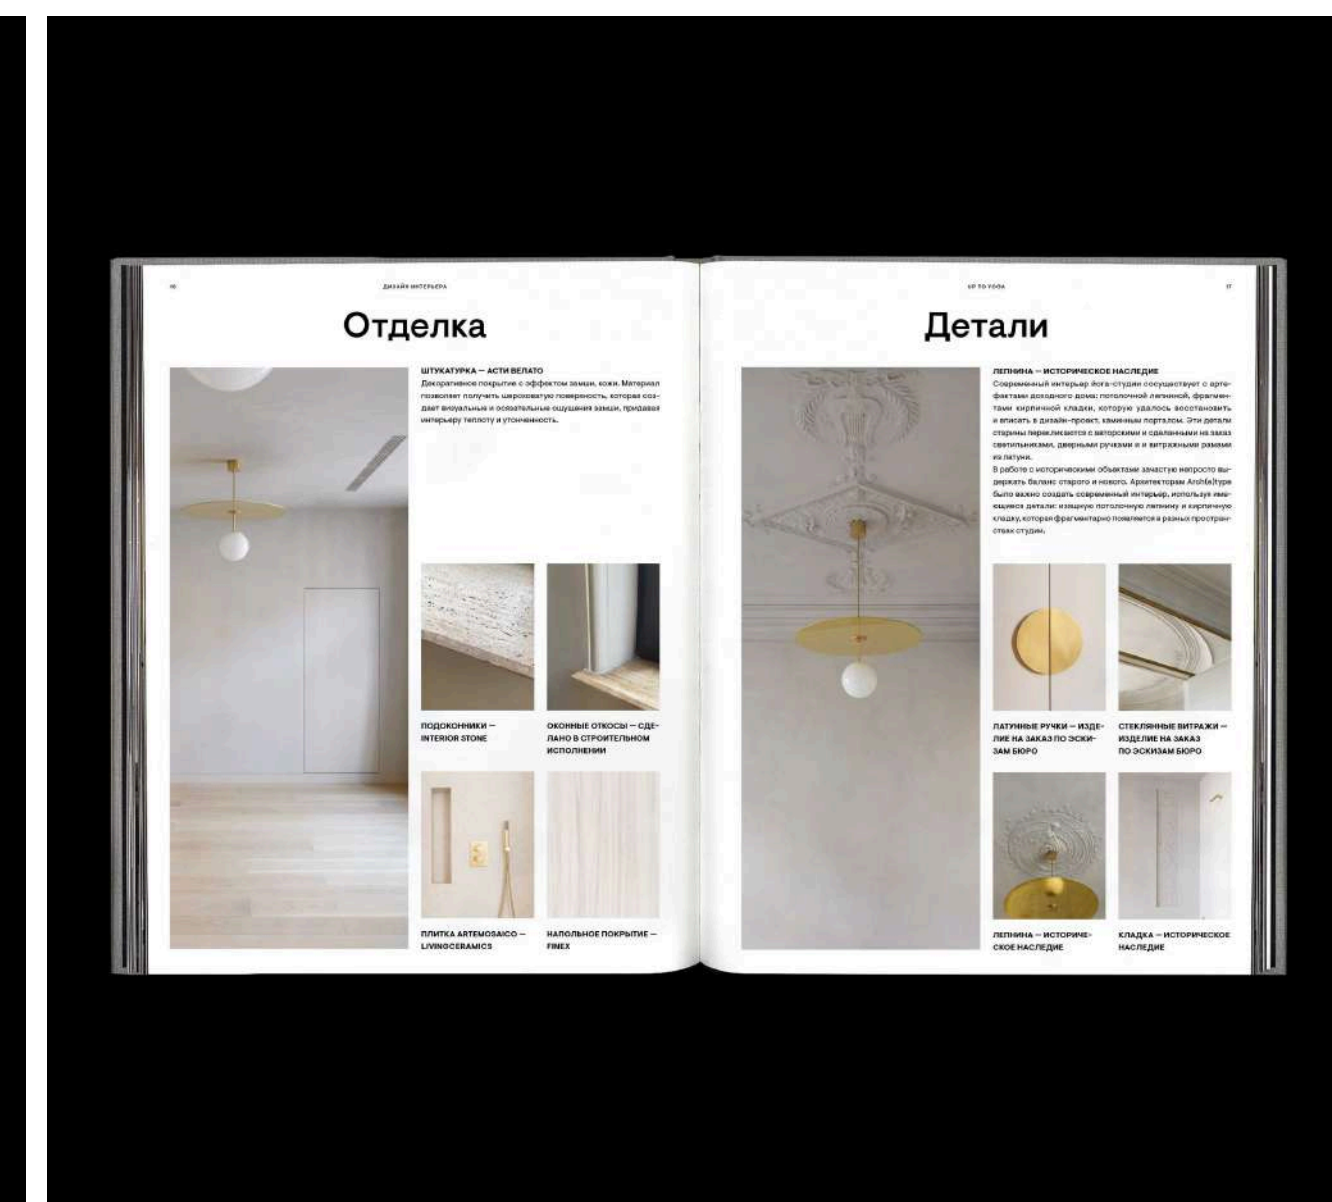 16
ДИЗАЙН ИНТЕРЬЕРА
Отделка
ШТУКАТУРКА — АСТИ ВЕЛАТО
Декоративное покрытие с эффектом замши, кожи. Материал
позволяет получить шероховатую поверхность, которая соз-
дает визуальные и осязательные ощущения замши, придавая
интерьеру теплоту и утонченность.
ПОДОКОННИКИ —
INTERIOR STONE
ОКОННЫЕ ОТКОСЫ — СДЕ-
ЛАНО В СТРОИТЕЛЬНОМ
ИСПОЛНЕНИИ
ПЛИТКА ARTEMOSAICO —
LIVINGCERAMICS
НАПОЛЬНОЕ ПОКРЫТИЕ —
FINEX
UP TO YOGA
17
Детали
ЛЕПНИНА — ИСТОРИЧЕСКОЕ НАСЛЕДИЕ
Современный интерьер йога-студии сосуществует с арте-
фактами доходного дома: потолочной лепниной, фрагмен-
тами кирпичной кладки, которую удалось восстановить
и вписать в дизайн-проект, каминным порталом. Эти детали
старины перекликаются с авторскими и сделанными на заказ
светильниками, дверными ручками и и витражными рамами
из латуни.
В работе с историческими объектами зачастую непросто вы-
держать баланс старого и нового. Архитекторам Arch(e)type
было важно создать современный интерьер, используя име-
ющиеся детали: изящную потолочную лепнину и кирпичную
кладку, которая фрагментарно появляется в разных простран-
ствах студии.
ЛАТУННЫЕ РУЧКИ — ИЗДЕ-
ЛИЕ НА ЗАКАЗ ПО ЭСКИ-
ЗАМ БЮРО
СТЕКЛЯННЫЕ ВИТРАЖИ —
ИЗДЕЛИЕ НА ЗАКАЗ
ПО ЭСКИЗАМ БЮРО
ЛЕПНИНА — ИСТОРИЧЕ-
СКОЕ НАСЛЕДИЕ
КЛАДКА — ИСТОРИЧЕСКОЕ
НАСЛЕДИЕ